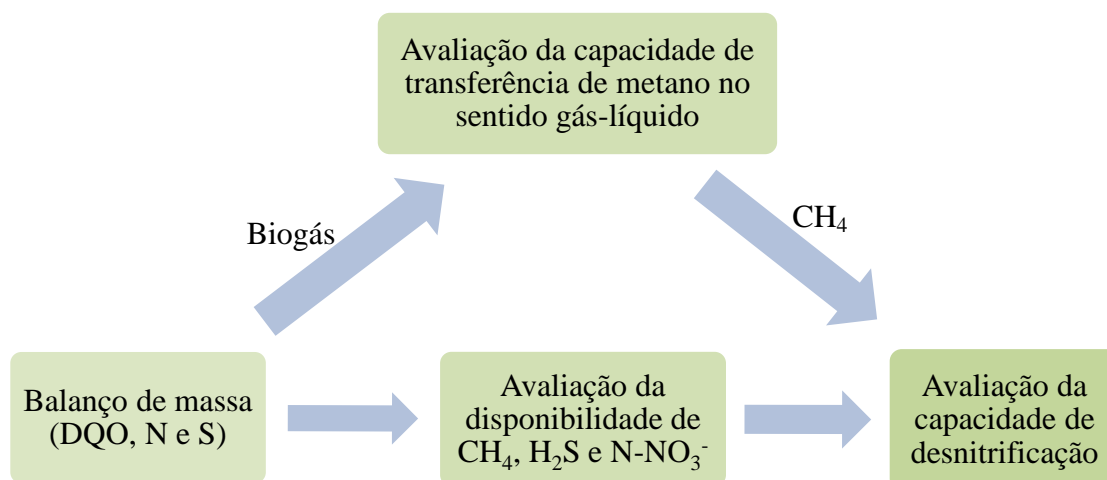 Avaliação da capacidade de
transferência de metano no
sentido gás-líquido
Biogás
CH₄
Balanço de massa
(DQO, N e S)
Avaliação da
disponibilidade de
CH₄, H₂S e N-NO₃⁻
Avaliação da
capacidade de
desnitrificação